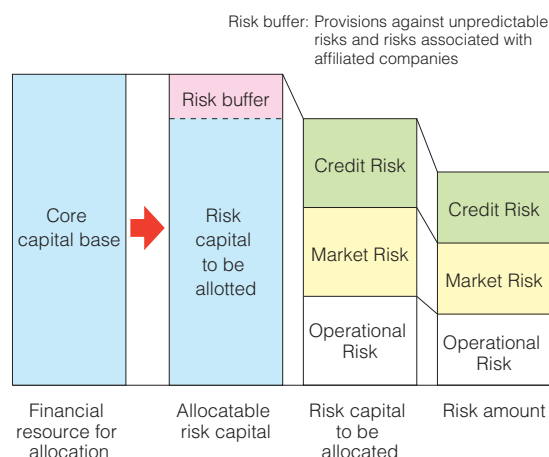 Risk buffer: Provisions against unpredictable
risks and risks associated with
affiliated companies
Core
capital base
Risk buffer
Risk
capital
to be
allotted
Credit Risk
Market Risk
Operational
Risk
Credit Risk
Market Risk
Operational
Risk
Financial
resource for
allocation
Allocatable
risk capital
Risk capital
to be
allocated
Risk amount